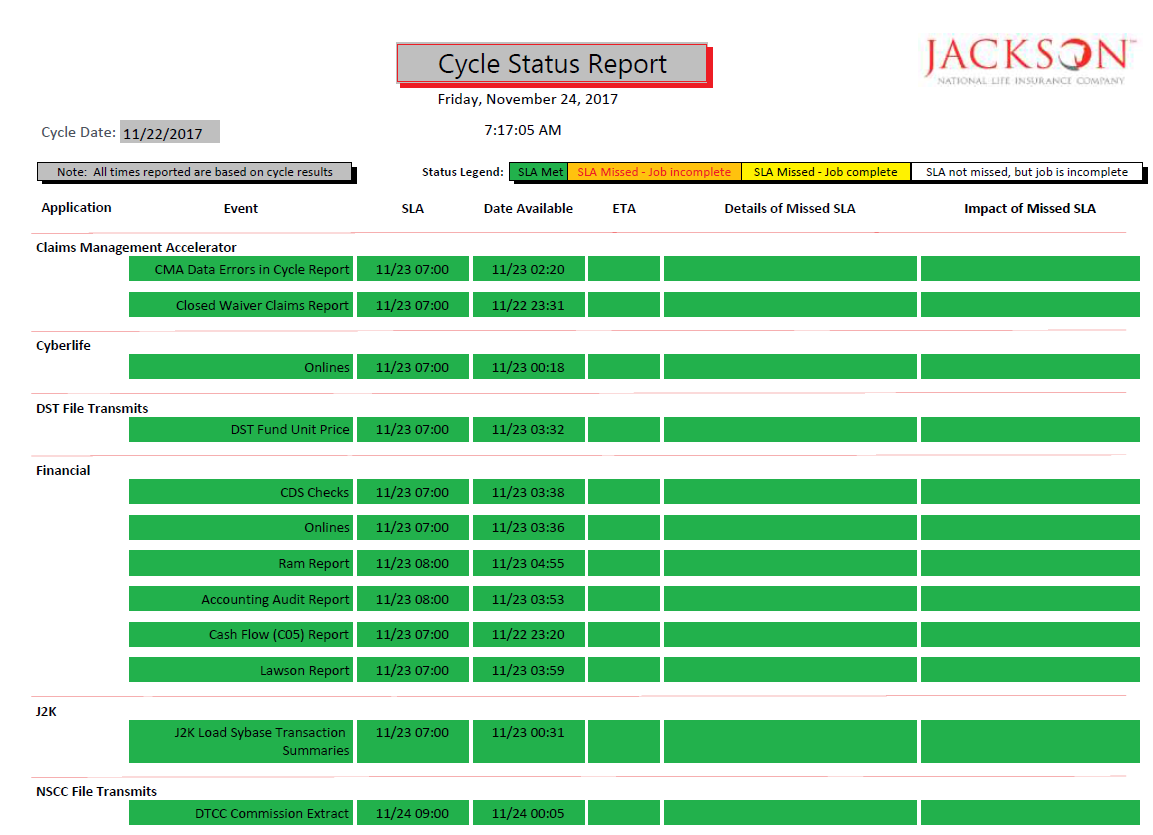 Cycle Status Report
JACKSON™
NATIONAL LIFE INSURANCE COMPANY
Friday, November 24, 2017
Cycle Date: 11/22/2017 7:17:05 AM
Note: All times reported are based on cycle results Status Legend: SLA Met SLA Missed - Job incomplete SLA Missed - Job complete SLA not missed, but job is incomplete
Application Event SLA Date Available ETA Details of Missed SLA Impact of Missed SLA
Claims Management Accelerator
CMA Data Errors in Cycle Report 11/23 07:00 11/23 02:20
Closed Waiver Claims Report 11/23 07:00 11/22 23:31
Cyberlife
Onlines 11/23 07:00 11/23 00:18
DST File Transmits
DST Fund Unit Price 11/23 07:00 11/23 03:32
Financial
CDS Checks 11/23 07:00 11/23 03:38
Onlines 11/23 07:00 11/23 03:36
Ram Report 11/23 08:00 11/23 04:55
Accounting Audit Report 11/23 08:00 11/23 03:53
Cash Flow (C05) Report 11/23 07:00 11/22 23:20
Lawson Report 11/23 07:00 11/23 03:59
J2K
J2K Load Sybase Transaction 11/23 07:00 11/23 00:31
Summaries
NSCC File Transmits
DTCC Commission Extract 11/24 09:00 11/24 00:05